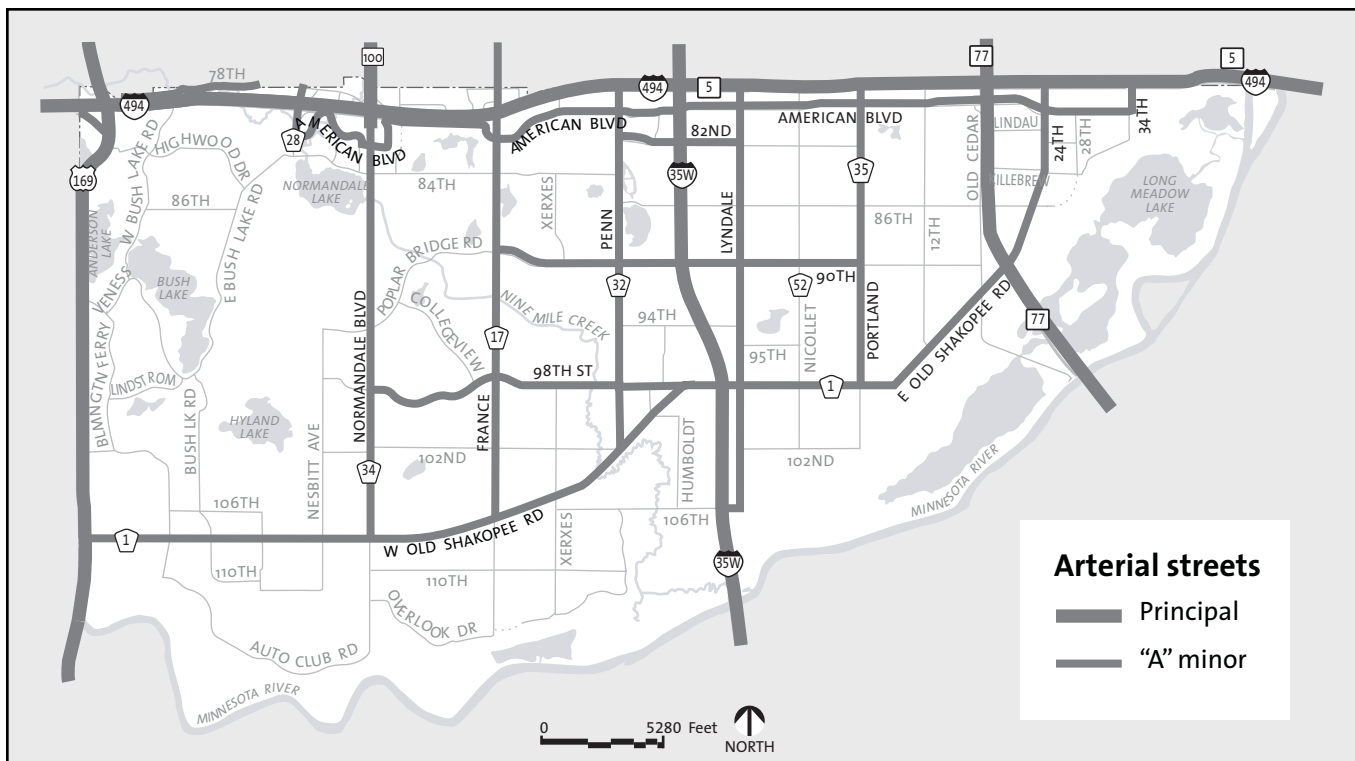 78TH
100
77
5
494
494
5
494
AMERICAN BLVD
28
HIGHWOOD DR
W BUSH LAKE RD
AMERICAN BLVD
82ND
AMERICAN BLVD
LINDAU
24TH
28TH
34TH
169
NORMANDALE
LAKE
84TH
XERXES
35W
35
OLD CEDAR
KILLEBREW
LONG
MEADOW
LAKE
86TH
E BUSH LAKE RD
PENN
LYNDALE
86TH
12TH
ANDERSON
LAKE
VENESS
BUSH
LAKE
POPLAR BRIDGE RD
90TH
32
52
NINE MILE CREEK
COLLEGEVIEW
94TH
NICOLLET
PORTLAND
77
NORMANDALE BLVD
17
95TH
E OLD SHAKOPEE RD
BLMNGTN FERRY
LINDSTROM
98TH ST
1
BUSH LK RD
HYLAND
LAKE
NESBITT AVE
FRANCE
HUMBOLDT
34
102ND
102ND
MINNESOTA RIVER
106TH
106TH
1
W OLD SHAKOPEE RD
XERXES
35W
110TH
110TH
OVERLOOK DR
AUTO CLUB RD
MINNESOTA RIVER
Arterial streets
Principal
“A” minor
0 5280 Feet
NORTH